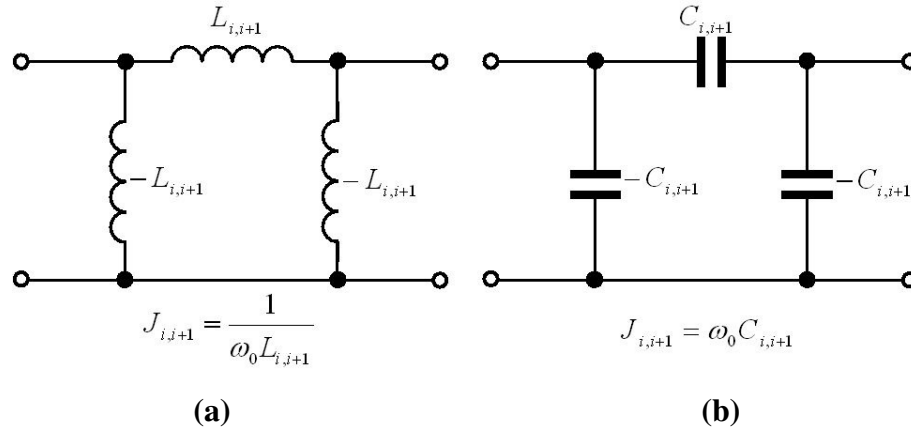 L_{i,i+1}
C_{i,i+1}
-L_{i,i+1}
-L_{i,i+1}
-C_{i,i+1}
-C_{i,i+1}
J_{i,i+1} = \frac{1}{\omega_0 L_{i,i+1}}
J_{i,i+1} = \omega_0 C_{i,i+1}
(a)
(b)